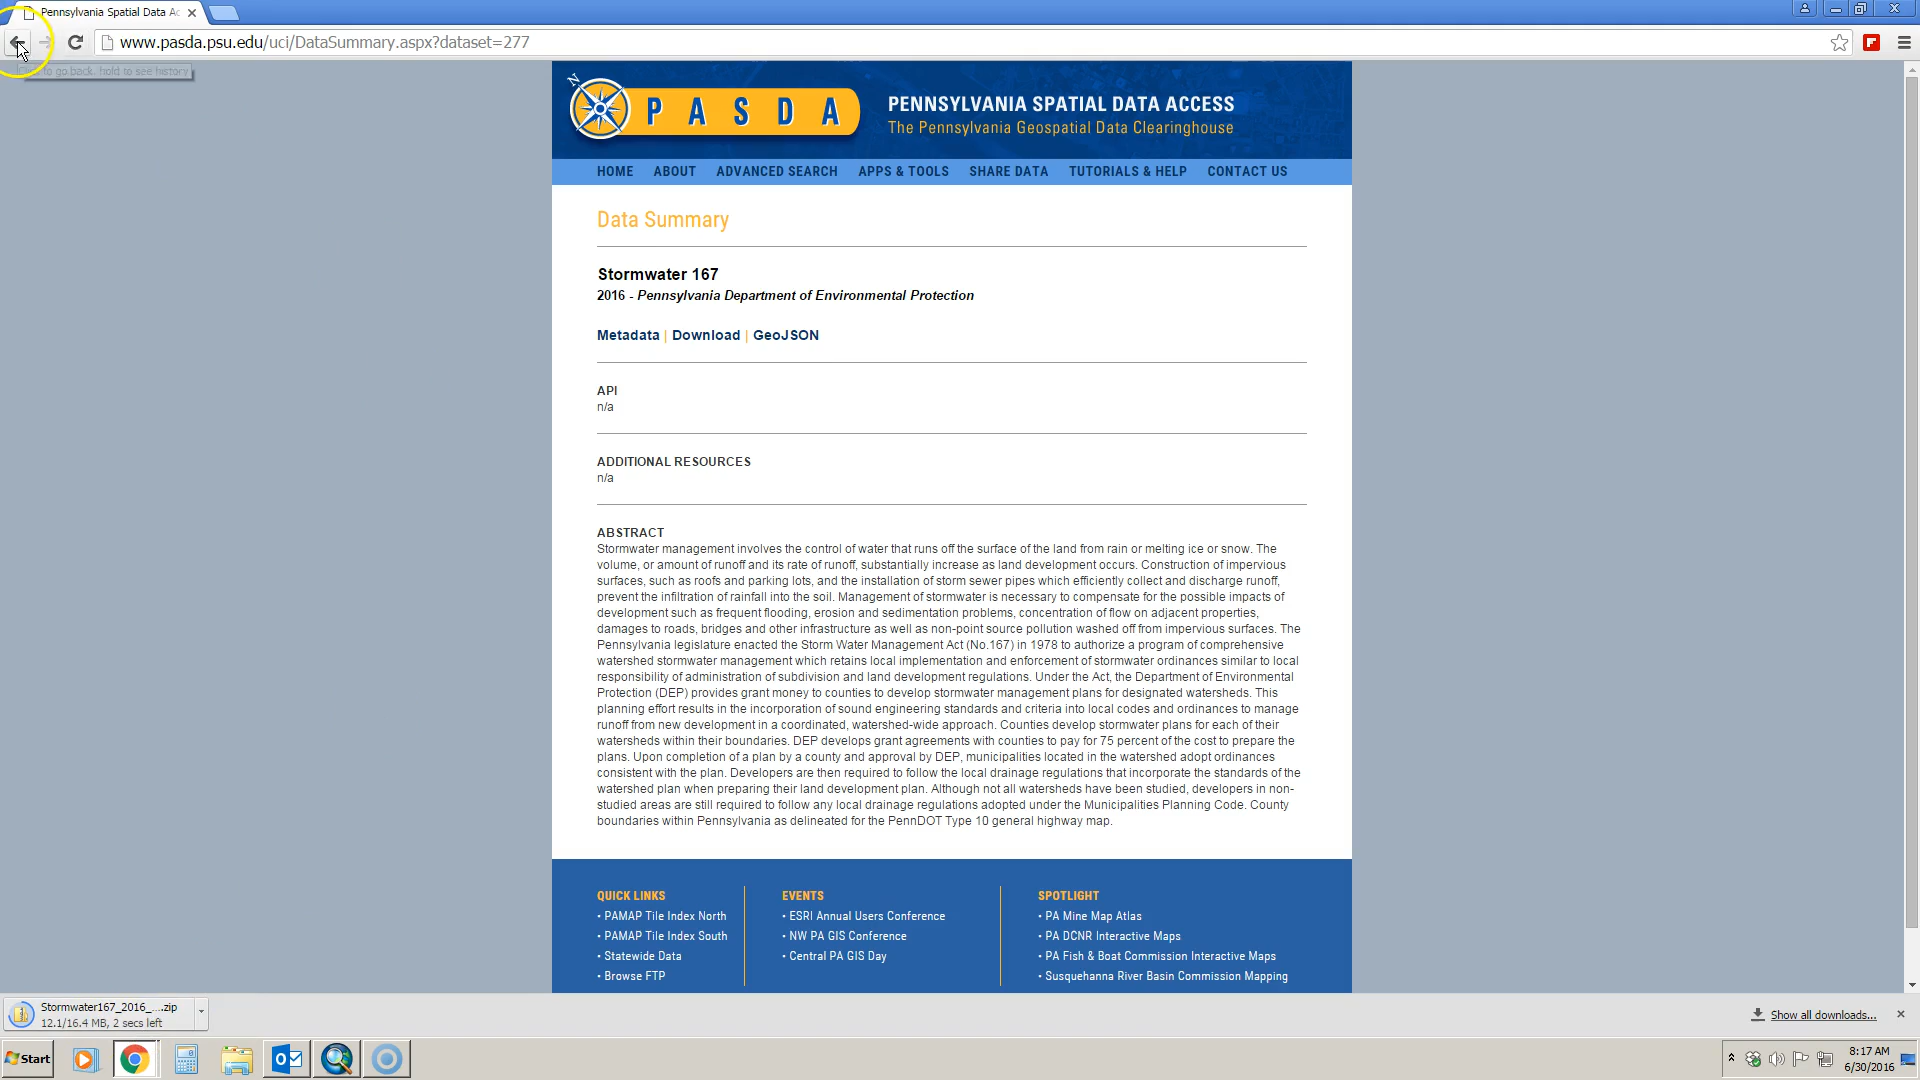 Pennsylvania Spatial Data Ac
www.pasda.psu.edu/uci/DataSummary.aspx?dataset=277
to go back, hold to see history
N
PASDA
PENNSYLVANIA SPATIAL DATA ACCESS
The Pennsylvania Geospatial Data Clearinghouse
HOME ABOUT ADVANCED SEARCH APPS & TOOLS SHARE DATA TUTORIALS & HELP CONTACT US
Data Summary
Stormwater 167
2016 - Pennsylvania Department of Environmental Protection
Metadata | Download | GeoJSON
API
n/a
ADDITIONAL RESOURCES
n/a
ABSTRACT
Stormwater management involves the control of water that runs off the surface of the land from rain or melting ice or snow. The
volume, or amount of runoff and its rate of runoff, substantially increase as land development occurs. Construction of impervious
surfaces, such as roofs and parking lots, and the installation of storm sewer pipes which efficiently collect and discharge runoff,
prevent the infiltration of rainfall into the soil. Management of stormwater is necessary to compensate for the possible impacts of
development such as frequent flooding, erosion and sedimentation problems, concentration of flow on adjacent properties,
damages to roads, bridges and other infrastructure as well as non-point source pollution washed off from impervious surfaces. The
Pennsylvania legislature enacted the Storm Water Management Act (No.167) in 1978 to authorize a program of comprehensive
watershed stormwater management which retains local implementation and enforcement of stormwater ordinances similar to local
responsibility of administration of subdivision and land development regulations. Under the Act, the Department of Environmental
Protection (DEP) provides grant money to counties to develop stormwater management plans for designated watersheds. This
planning effort results in the incorporation of sound engineering standards and criteria into local codes and ordinances to manage
runoff from new development in a coordinated, watershed-wide approach. Counties develop stormwater plans for each of their
watersheds within their boundaries. DEP develops grant agreements with counties to pay for 75 percent of the cost to prepare the
plans. Upon completion of a plan by a county and approval by DEP, municipalities located in the watershed adopt ordinances
consistent with the plan. Developers are then required to follow the local drainage regulations that incorporate the standards of the
watershed plan when preparing their land development plan. Although not all watersheds have been studied, developers in non-
studied areas are still required to follow any local drainage regulations adopted under the Municipalities Planning Code. County
boundaries within Pennsylvania as delineated for the PennDOT Type 10 general highway map.
QUICK LINKS
• PAMAP Tile Index North
• PAMAP Tile Index South
• Statewide Data
• Browse FTP
EVENTS
• ESRI Annual Users Conference
• NW PA GIS Conference
• Central PA GIS Day
SPOTLIGHT
• PA Mine Map Atlas
• PA DCNR Interactive Maps
• PA Fish & Boat Commission Interactive Maps
• Susquehanna River Basin Commission Mapping
Stormwater167_2016_....zip
12.1/16.4 MB, 2 secs left
Show all downloads...
Start
8:17 AM
6/30/2016